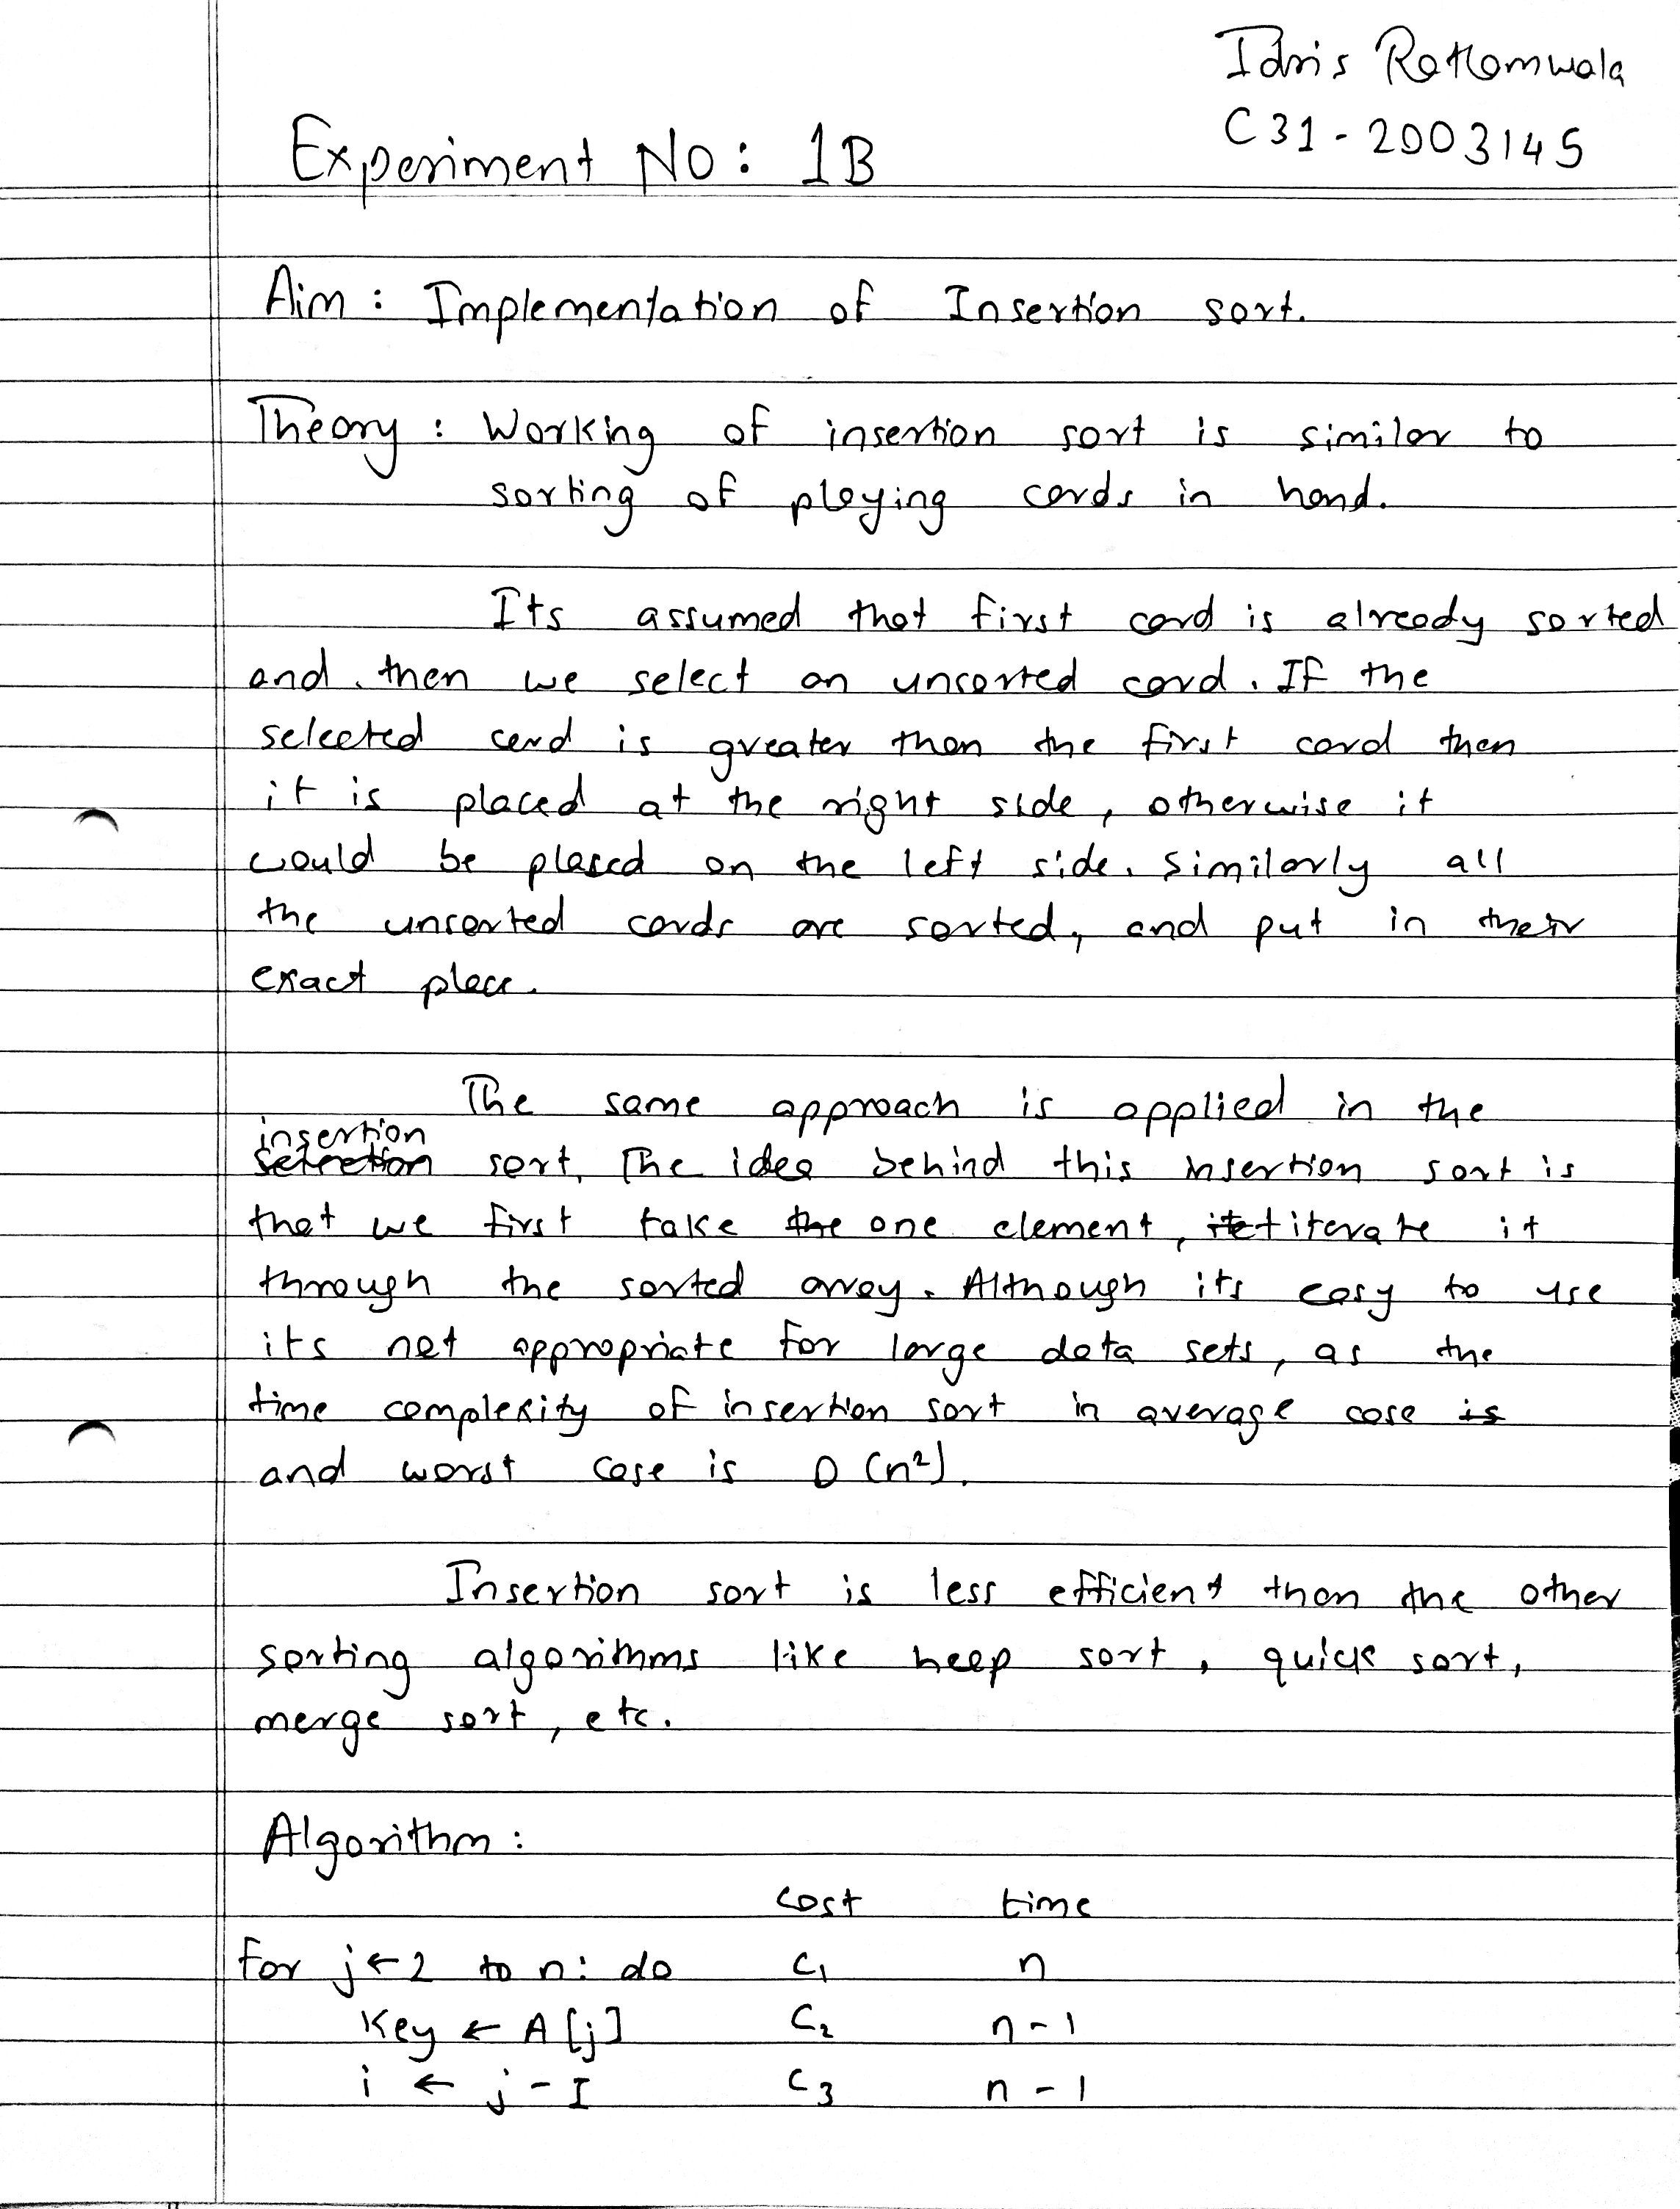 Idris Ratlamwala
C31-2003145
Experiment No: 1B
Aim: Implementation of Insertion sort.
Theory: Working of insertion sort is similar to
sorting of playing cards in hand.
Its assumed that first card is already sorted
and then we select an unsorted card. If the
selected card is greater than the first card then
it is placed at the right side, otherwise it
would be placed on the left side. Similarly all
the unsorted cards are sorted, and put in their
exact place.
The same approach is applied in the
insertion
selection sort. The idea behind this insertion sort is
that we first take the one element, itet iterate it
through the sorted array. Although its easy to use
its not appropriate for large data sets, as the
time complexity of insertion sort in average case is
and worst case is O(n²).
Insertion sort is less efficient than the other
sorting algorithms like heap sort, quick sort,
merge sort, etc.
Algorithm:
cost time
for j←2 to n: do C1 n
Key ← A[j] C2 n-1
i ← j-I C3 n-1